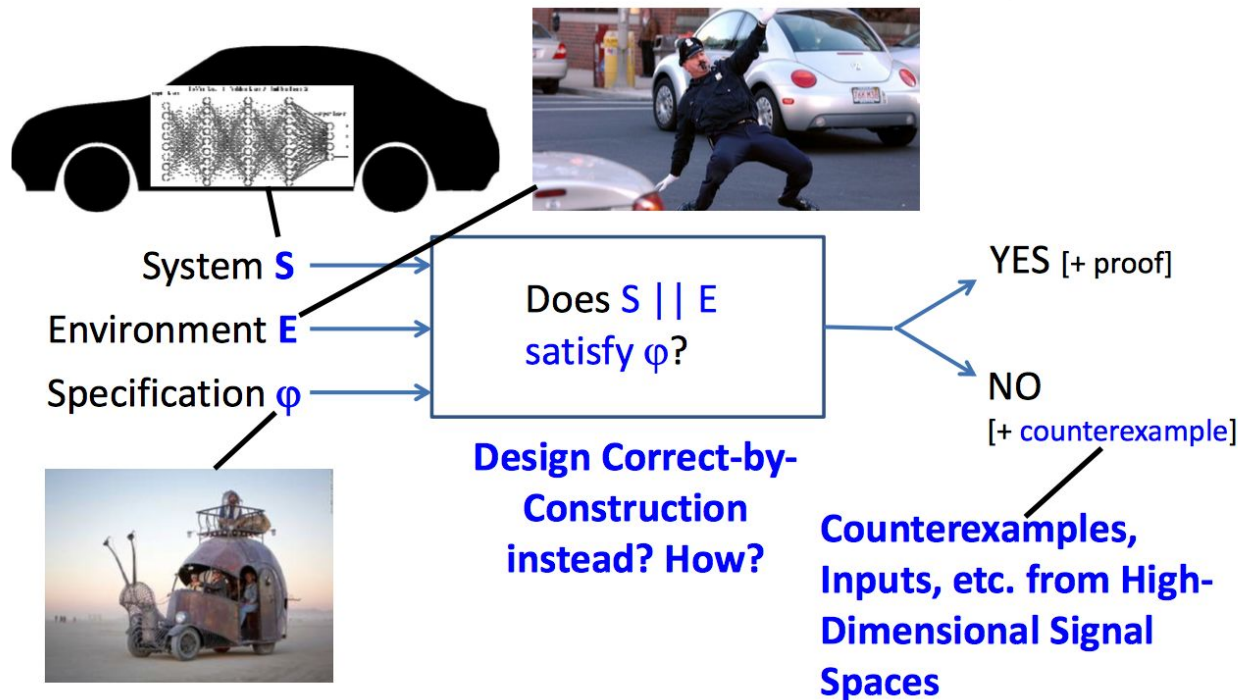 System S
Environment E
Specification φ
Does S || E
satisfy φ?
YES [+ proof]
NO
[+ counterexample]
Design Correct-by-
Construction
instead? How?
Counterexamples,
Inputs, etc. from High-
Dimensional Signal
Spaces